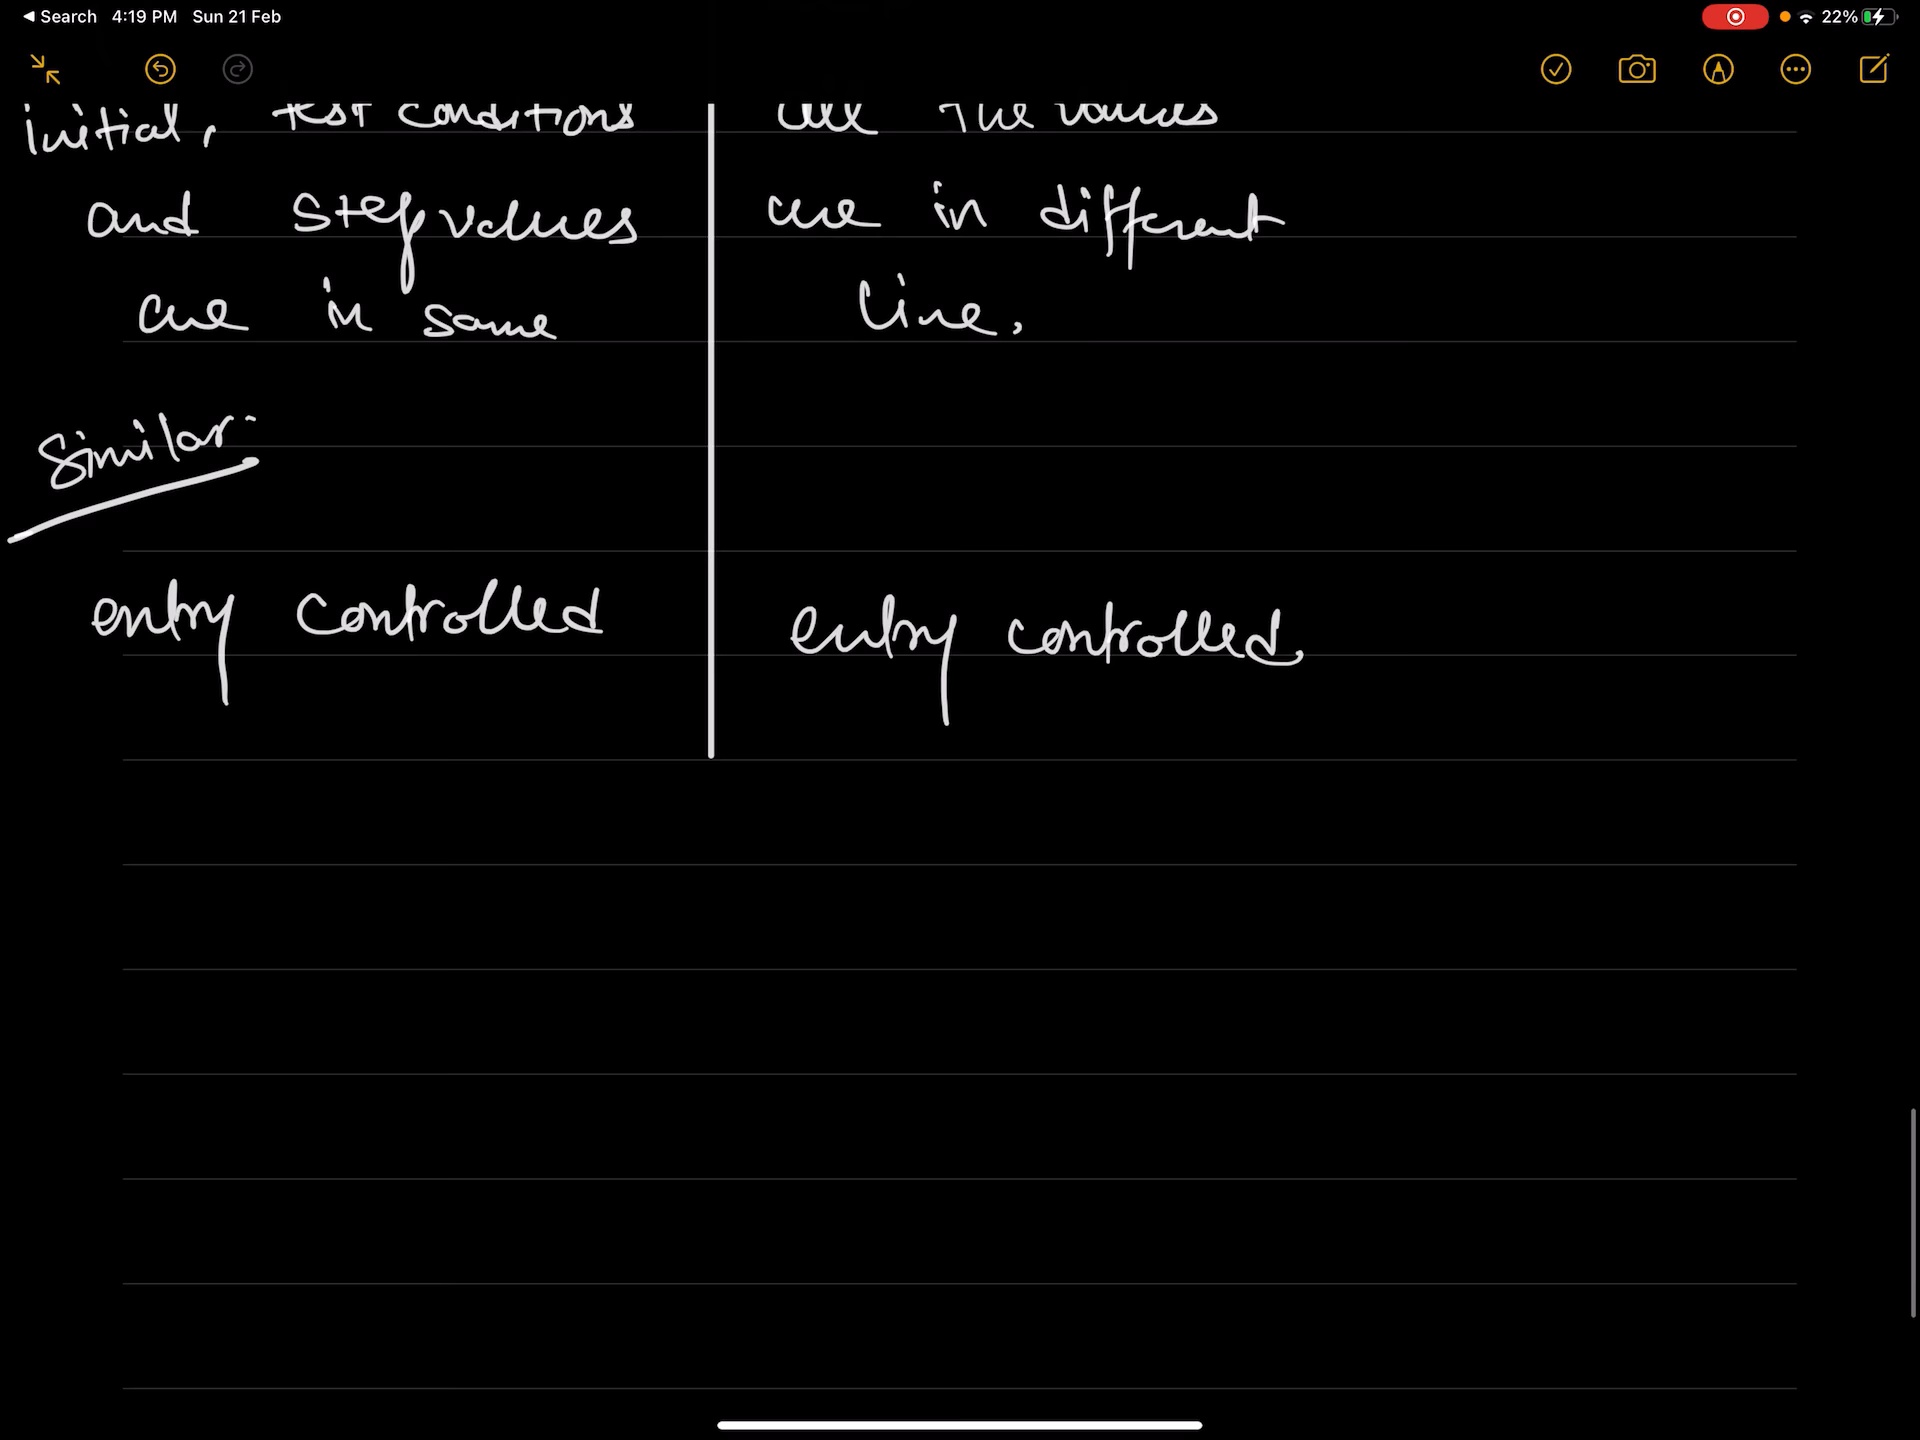 Search 4:19 PM Sun 21 Feb
22%
initial, test conditions
and step values
are in same
all the values
are in different
line.
Similar:
entry controlled
entry controlled.